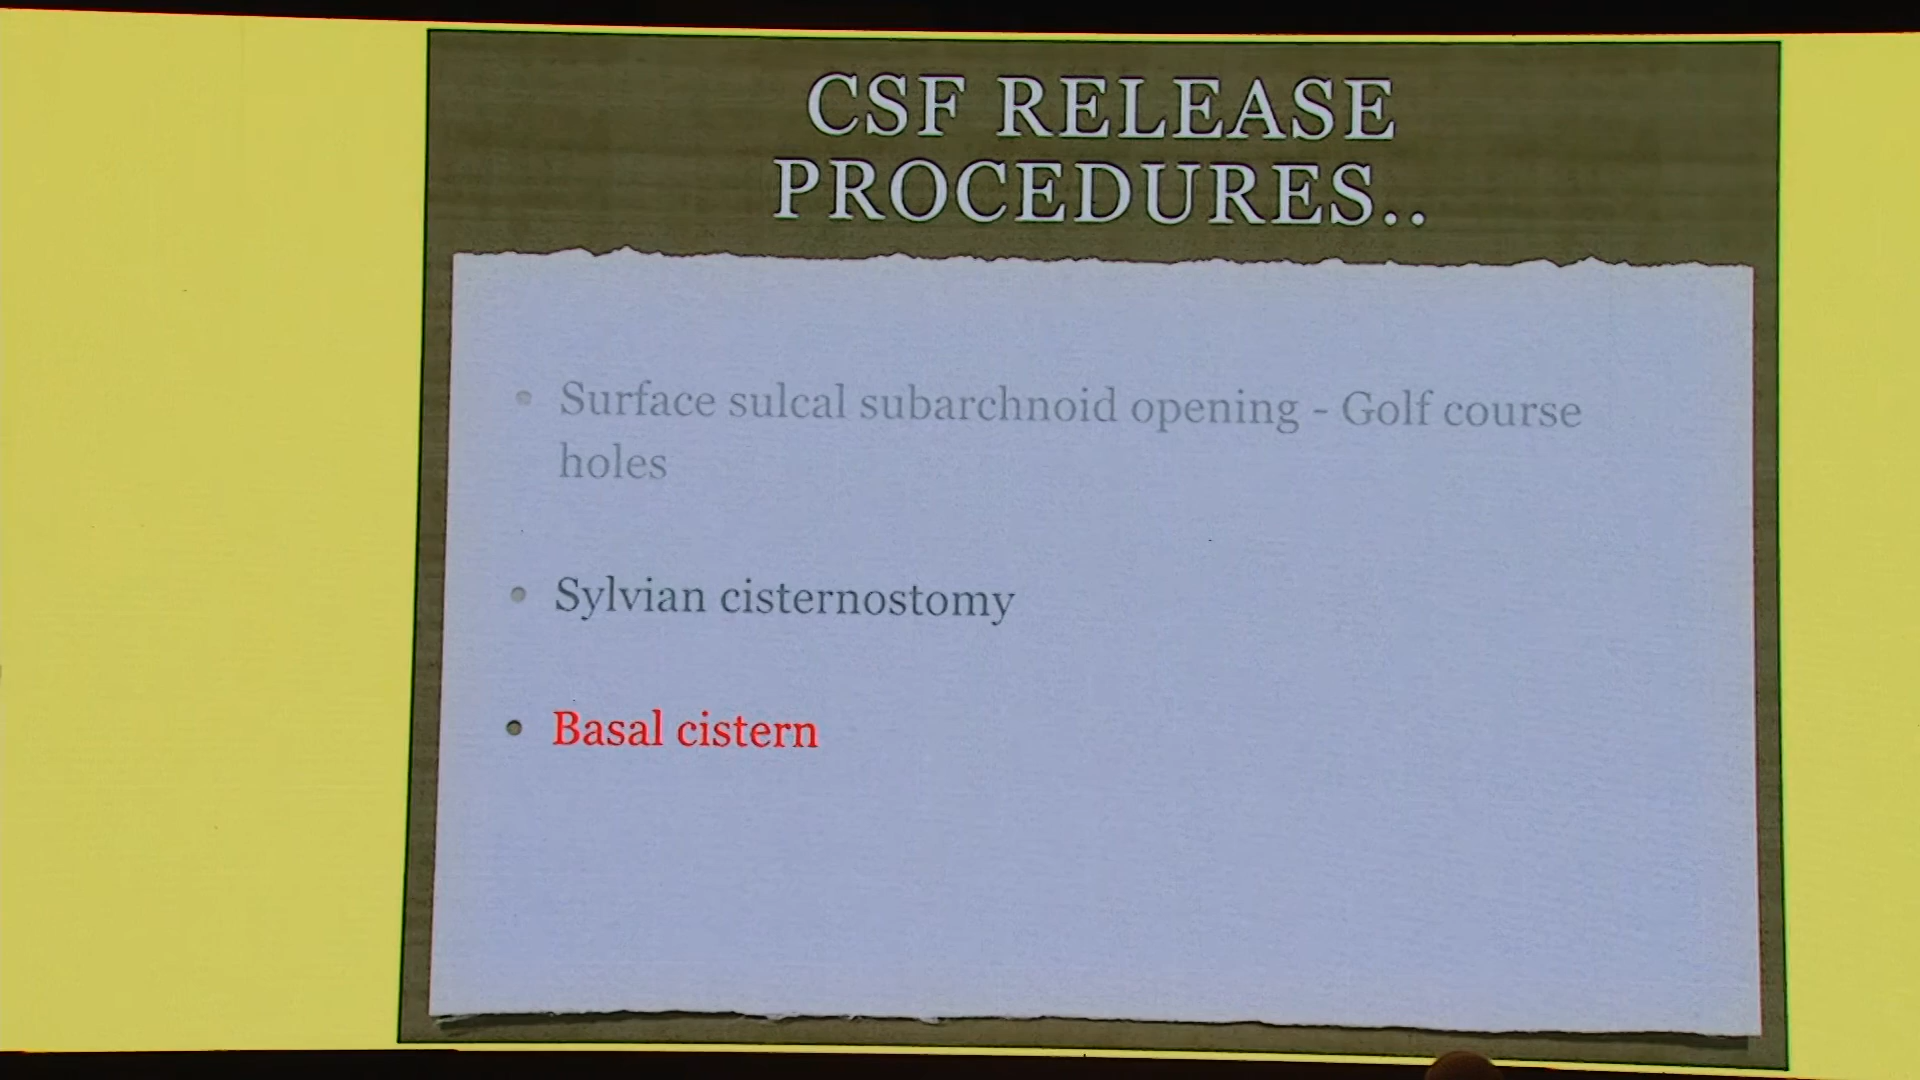 CSF RELEASE
PROCEDURES..
• Surface sulcal subarchnoid opening - Golf course
holes
• Sylvian cisternostomy
• Basal cistern